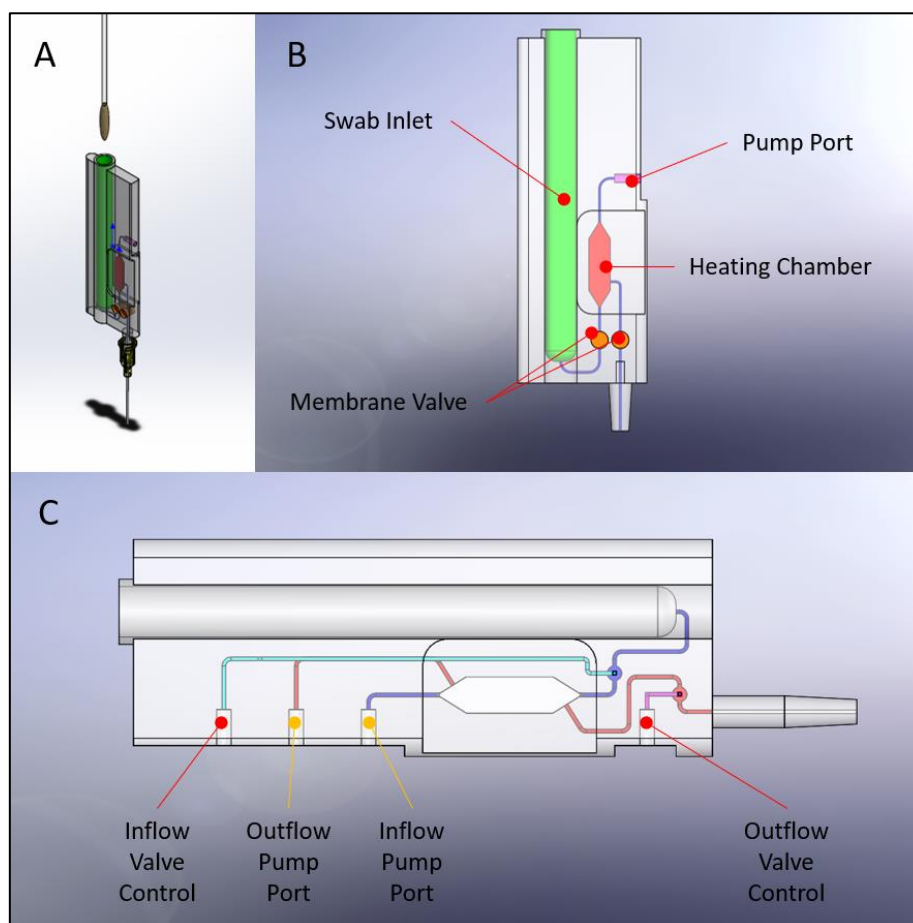 A
B
Swab Inlet
Pump Port
Heating Chamber
Membrane Valve
C
Inflow
Valve
Control
Outflow
Pump
Port
Inflow
Pump
Port
Outflow
Valve
Control